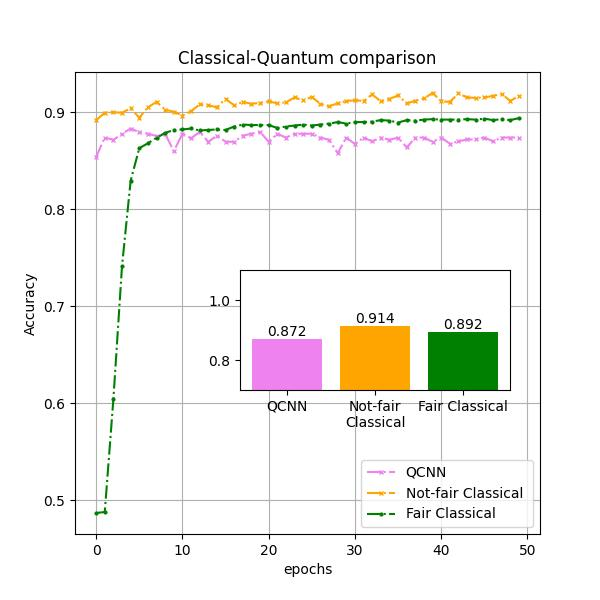 Classical-Quantum comparison
Accuracy
0.9
0.8
0.7
0.6
0.5
0 10 20 30 40 50
epochs
1.0
0.8
0.872 0.914 0.892
QCNN Not-fair Classical Fair Classical
QCNN
Not-fair Classical
Fair Classical